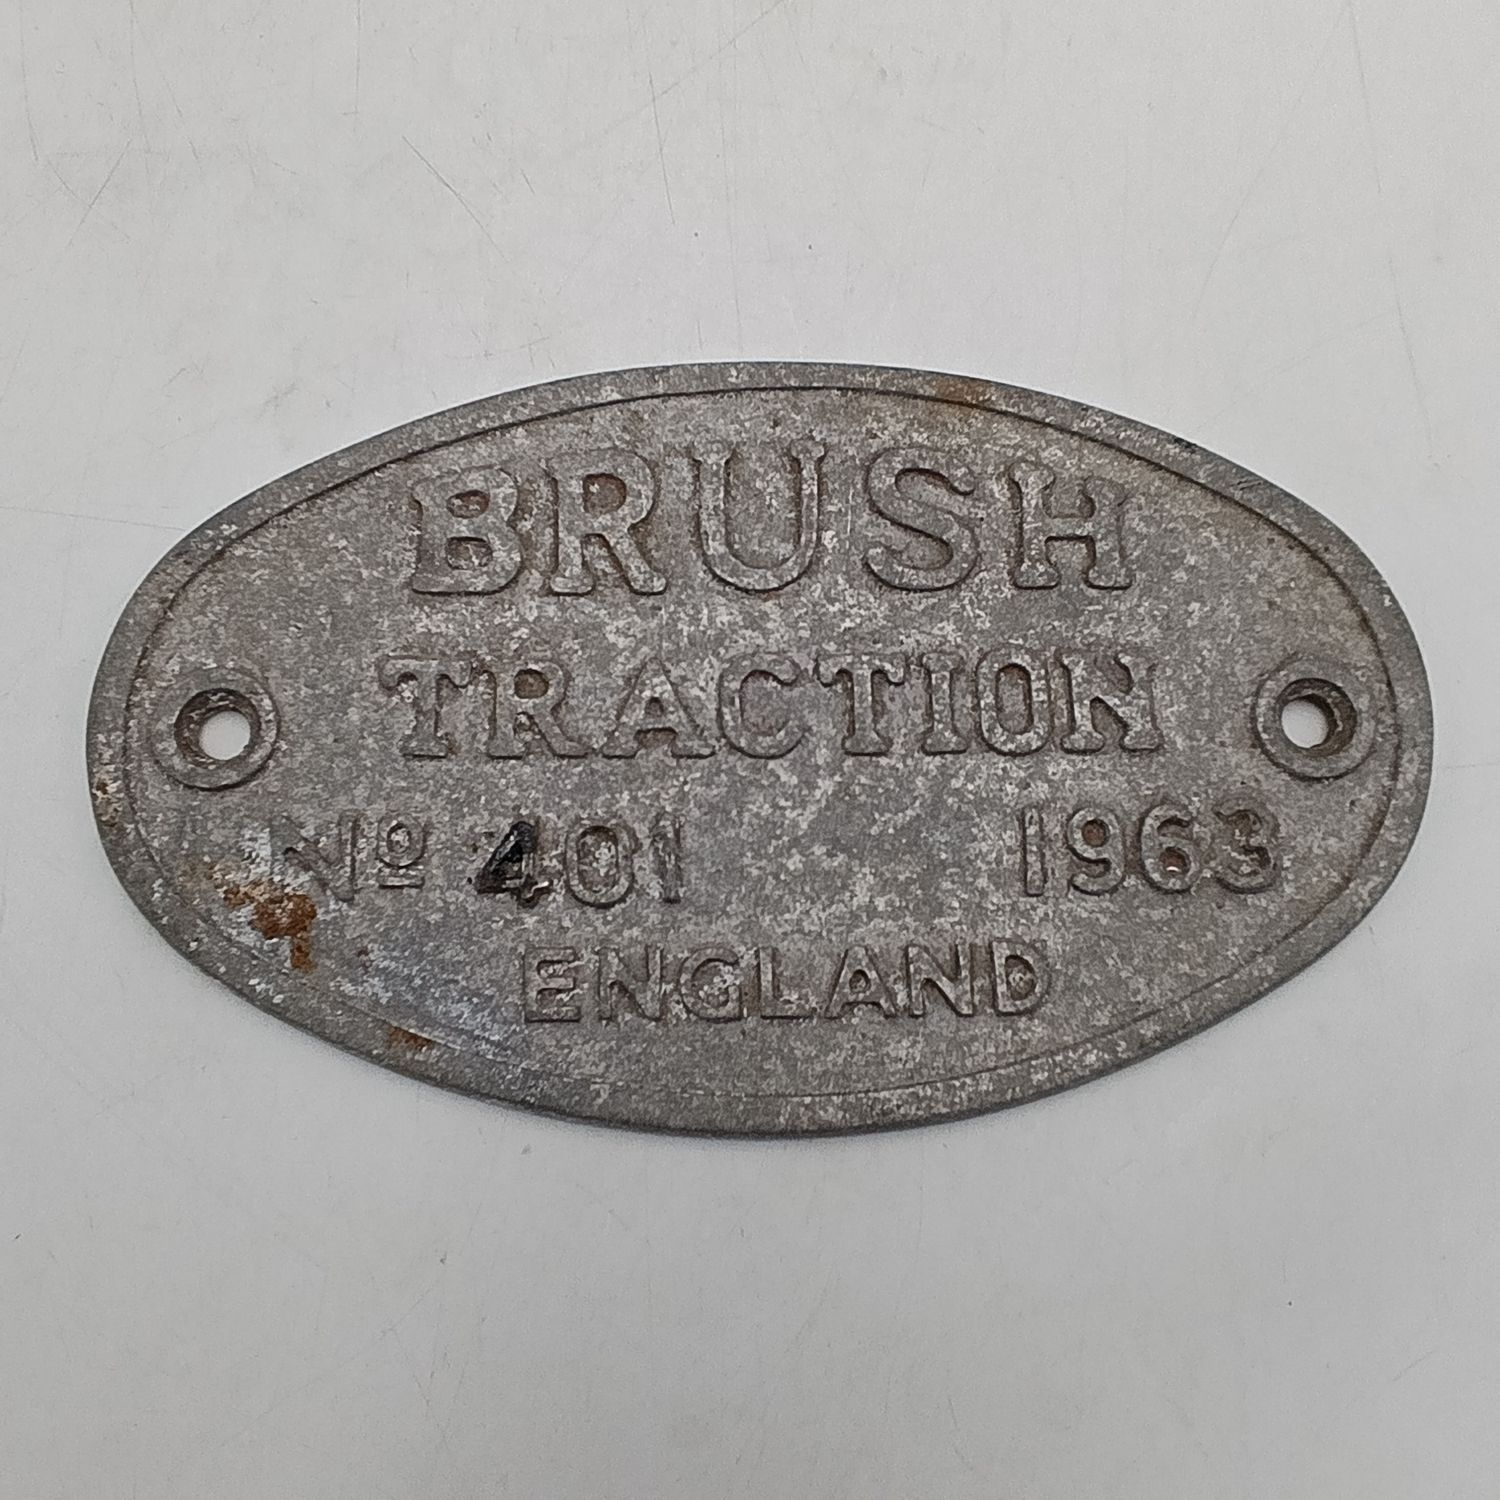 BRUSH
TRACTION
Nº 401 1963
ENGLAND